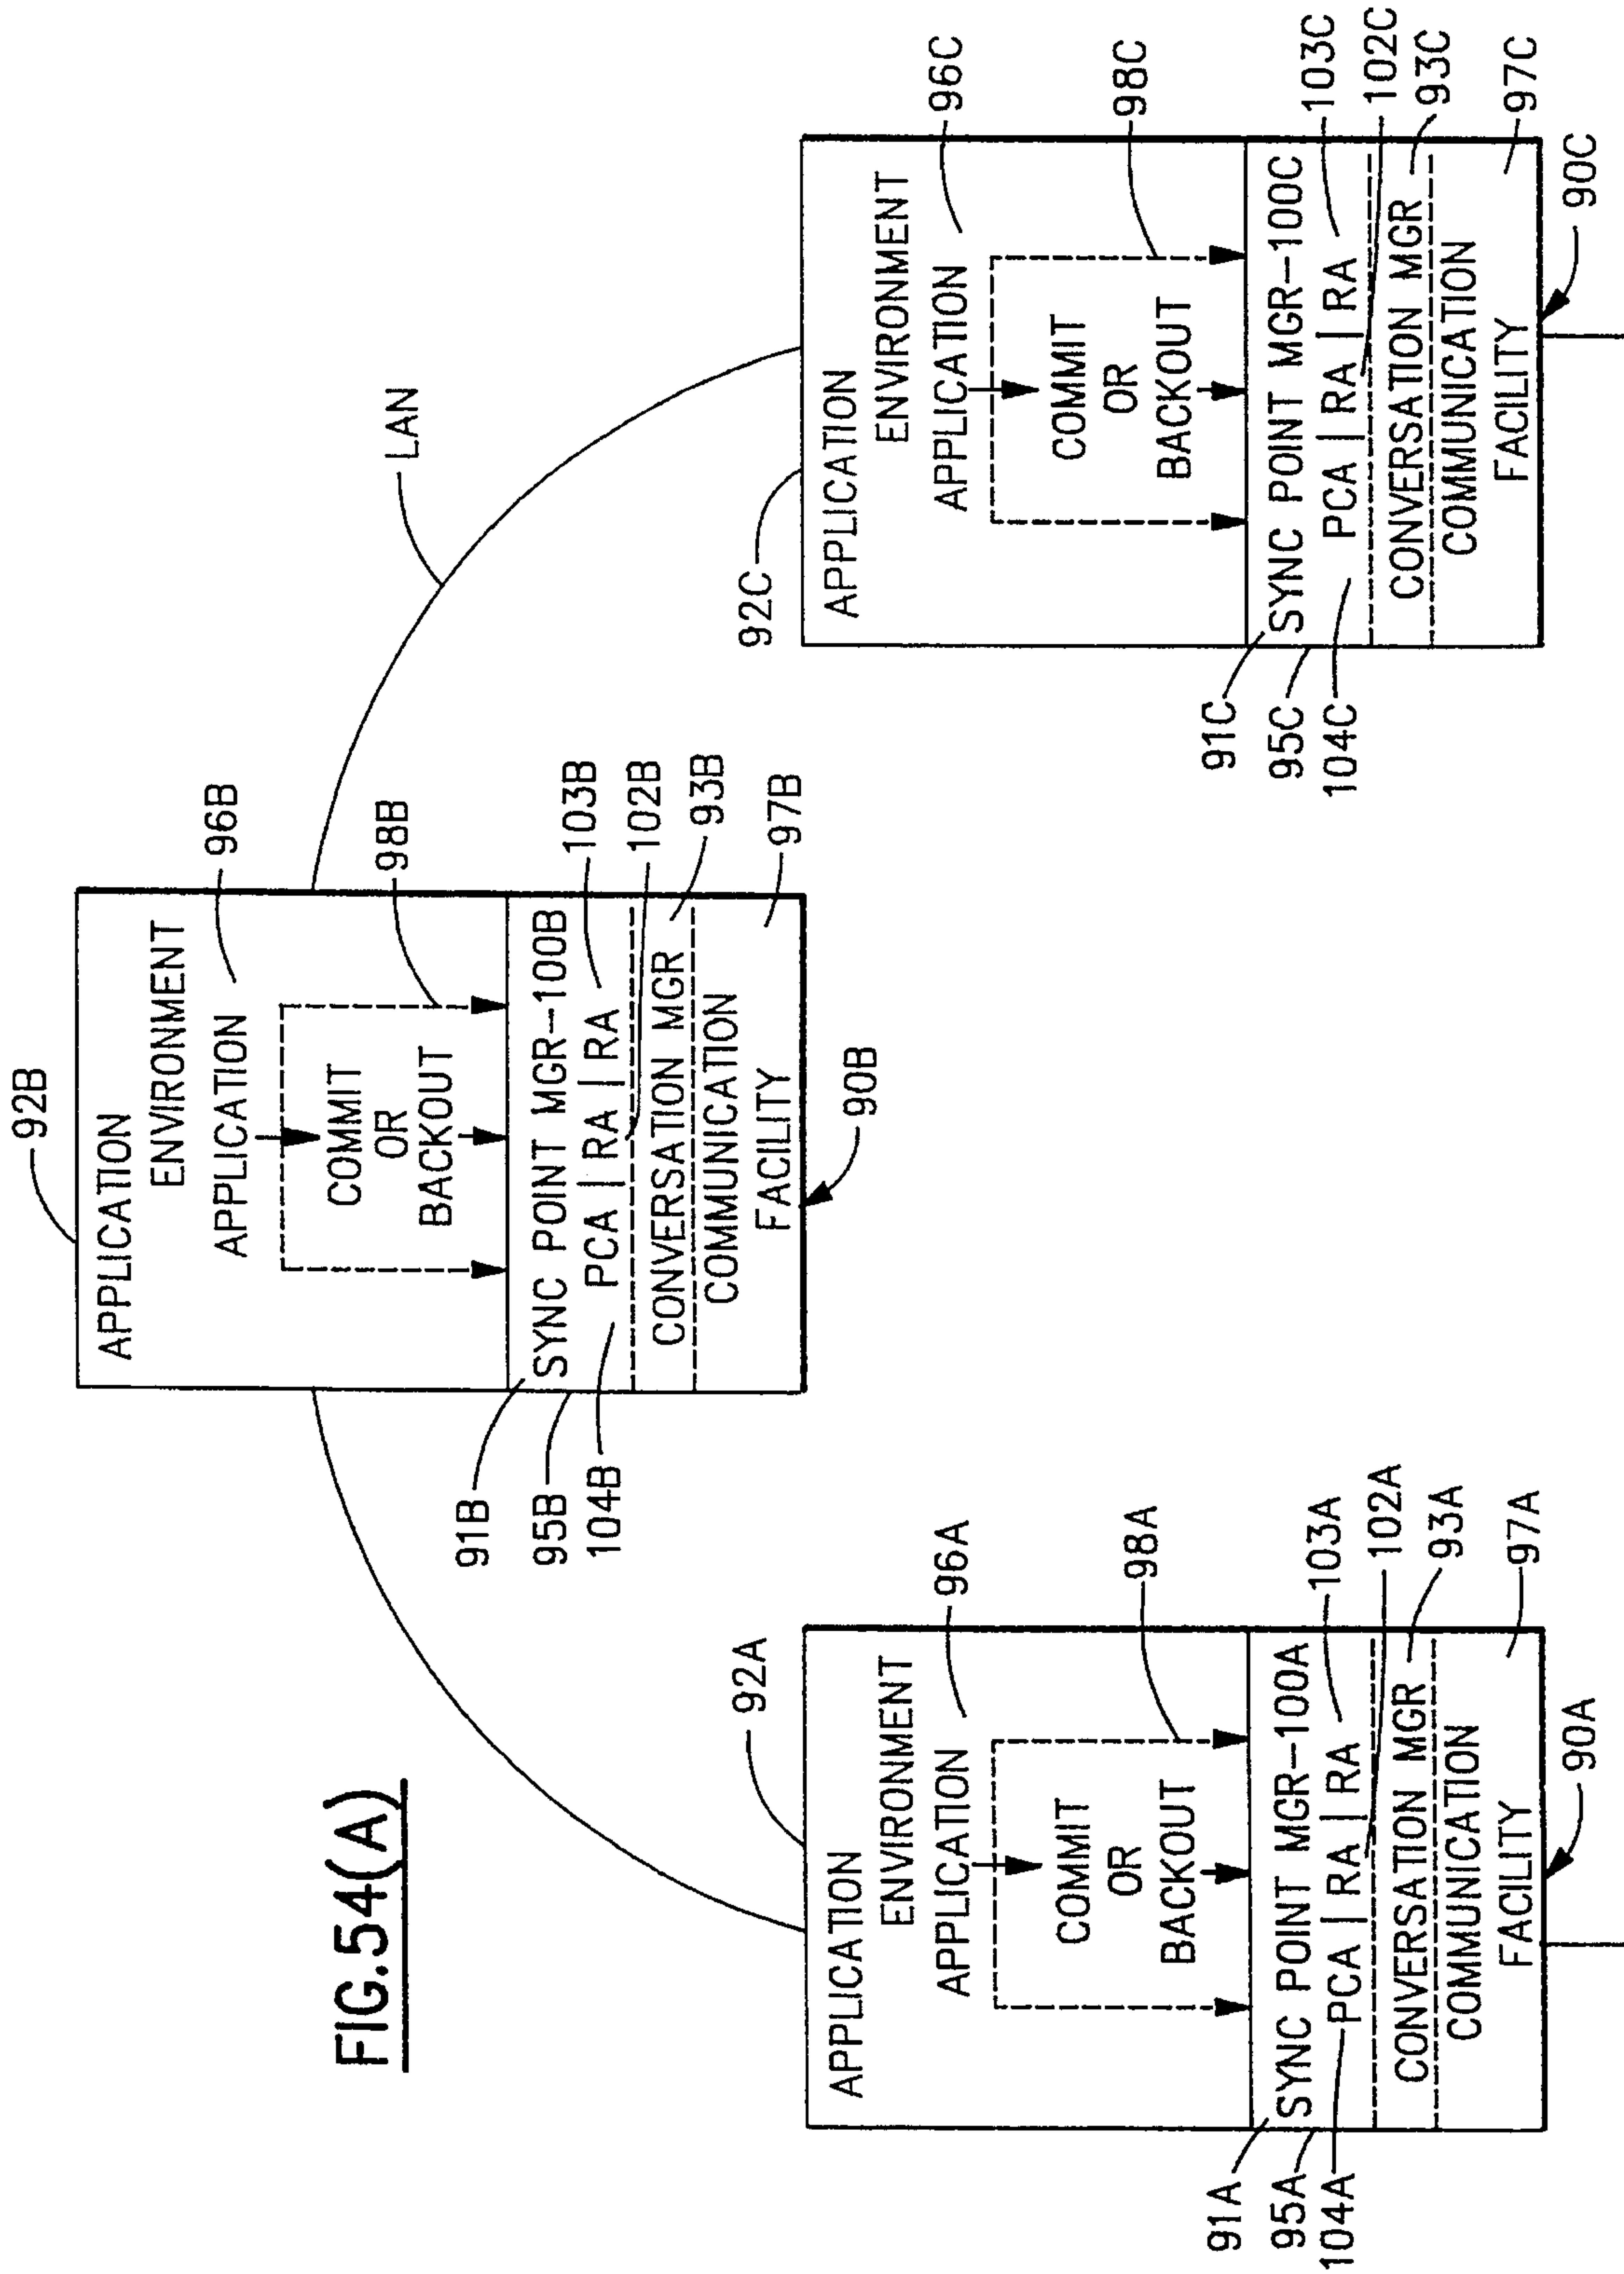 FIG.54(A)
LAN
92B
APPLICATION
ENVIRONMENT
APPLICATION
96B
COMMIT
OR
BACKOUT
98B
91B
SYNC POINT MGR-100B
95B
104B
PCA | RA | RA
103B
102B
CONVERSATION MGR
93B
COMMUNICATION
FACILITY
97B
90B
92A
APPLICATION
ENVIRONMENT
APPLICATION
96A
COMMIT
OR
BACKOUT
98A
91A
SYNC POINT MGR-100A
95A
104A
PCA | RA | RA
103A
102A
CONVERSATION MGR
93A
COMMUNICATION
FACILITY
97A
90A
92C
APPLICATION
ENVIRONMENT
APPLICATION
96C
COMMIT
OR
BACKOUT
98C
91C
SYNC POINT MGR-100C
95C
104C
PCA | RA | RA
103C
102C
CONVERSATION MGR
93C
COMMUNICATION
FACILITY
97C
90C